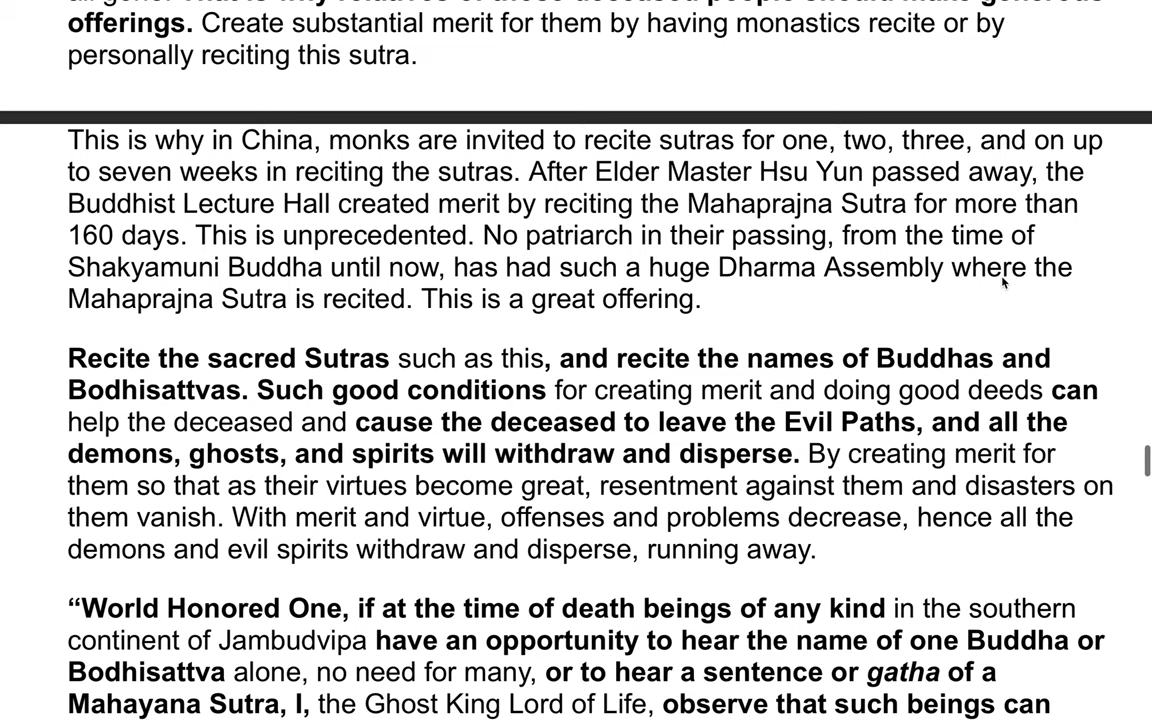 offerings. Create substantial merit for them by having monastics recite or by
personally reciting this sutra.
This is why in China, monks are invited to recite sutras for one, two, three, and on up
to seven weeks in reciting the sutras. After Elder Master Hsu Yun passed away, the
Buddhist Lecture Hall created merit by reciting the Mahaprajna Sutra for more than
160 days. This is unprecedented. No patriarch in their passing, from the time of
Shakyamuni Buddha until now, has had such a huge Dharma Assembly where the
Mahaprajna Sutra is recited. This is a great offering.
Recite the sacred Sutras such as this, and recite the names of Buddhas and
Bodhisattvas. Such good conditions for creating merit and doing good deeds can
help the deceased and cause the deceased to leave the Evil Paths, and all the
demons, ghosts, and spirits will withdraw and disperse. By creating merit for
them so that as their virtues become great, resentment against them and disasters on
them vanish. With merit and virtue, offenses and problems decrease, hence all the
demons and evil spirits withdraw and disperse, running away.
“World Honored One, if at the time of death beings of any kind in the southern
continent of Jambudvipa have an opportunity to hear the name of one Buddha or
Bodhisattva alone, no need for many, or to hear a sentence or gatha of a
Mahayana Sutra, I, the Ghost King Lord of Life, observe that such beings can